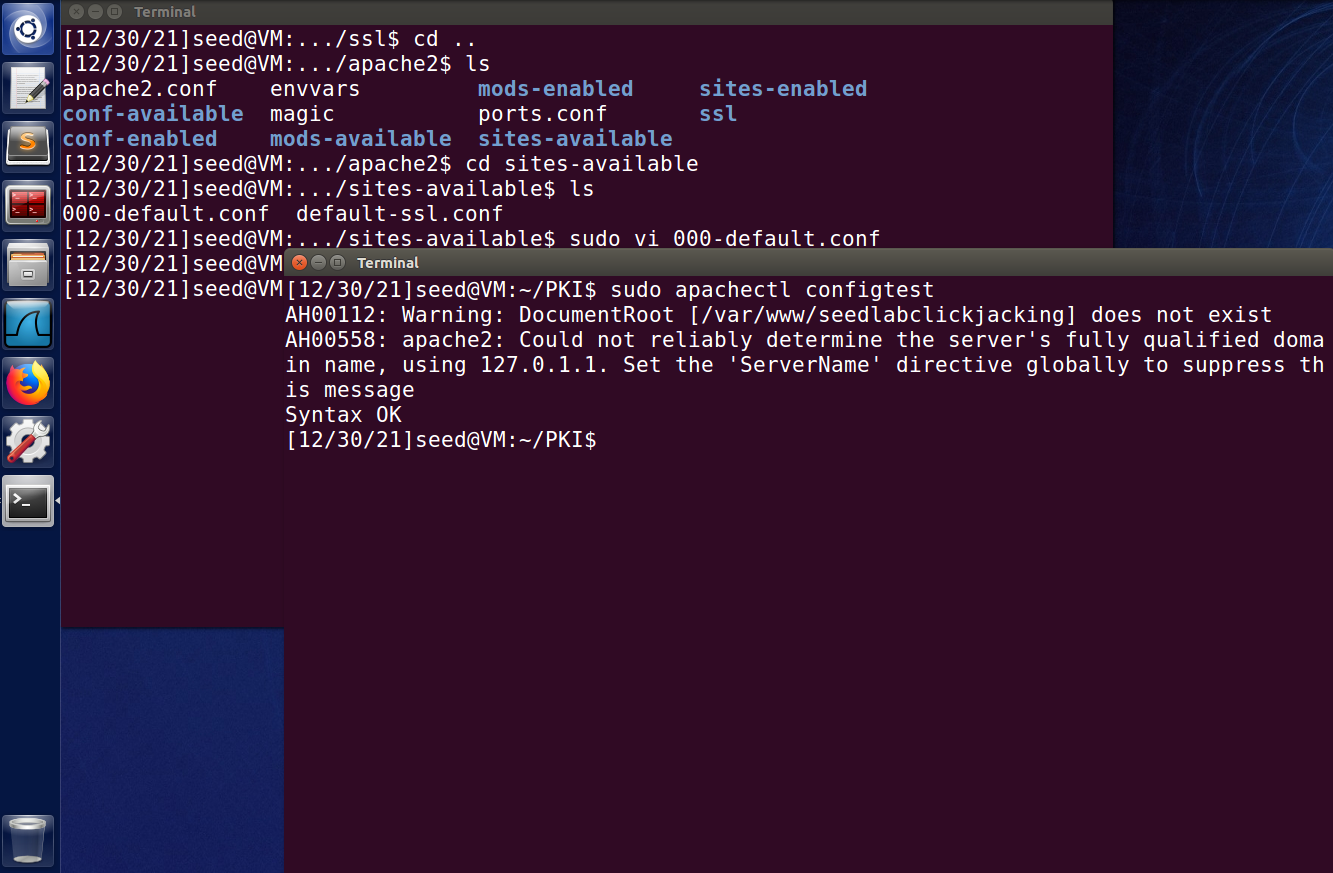 Terminal
[12/30/21]seed@VM:.../ssl$ cd ..
[12/30/21]seed@VM:.../apache2$ ls
apache2.conf    envvars         mods-enabled     sites-enabled
conf-available  magic           ports.conf       ssl
conf-enabled    mods-available  sites-available
[12/30/21]seed@VM:.../apache2$ cd sites-available
[12/30/21]seed@VM:.../sites-available$ ls
000-default.conf  default-ssl.conf
[12/30/21]seed@VM:.../sites-available$ sudo vi 000-default.conf
[12/30/21]seed@VM
[12/30/21]seed@VM
Terminal
[12/30/21]seed@VM:~/PKI$ sudo apachectl configtest
AH00112: Warning: DocumentRoot [/var/www/seedlabclickjacking] does not exist
AH00558: apache2: Could not reliably determine the server's fully qualified doma
in name, using 127.0.1.1. Set the 'ServerName' directive globally to suppress th
is message
Syntax OK
[12/30/21]seed@VM:~/PKI$